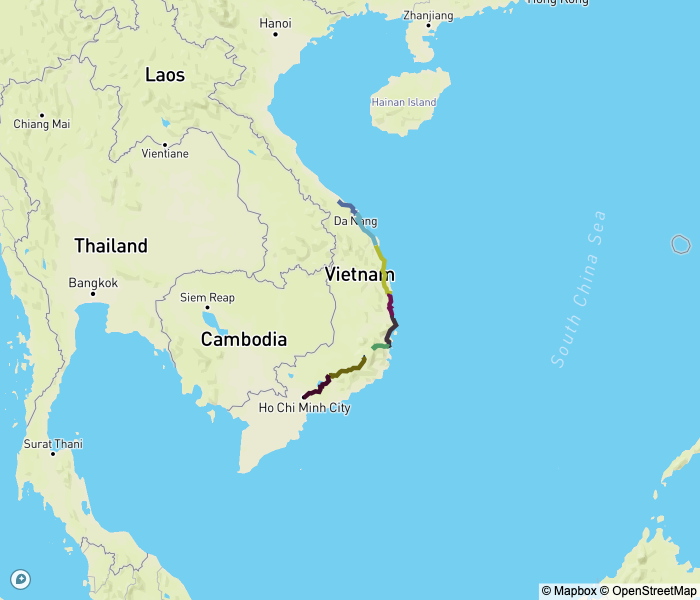 Hong Kong
Zhanjiang
Hanoi
Laos
Hainan Island
Chiang Mai
Vientiane
Da Nang
South China Sea
Thailand
Vietnam
Bangkok
Siem Reap
Cambodia
Ho Chi Minh City
Surat Thani
© Mapbox © OpenStreetMap